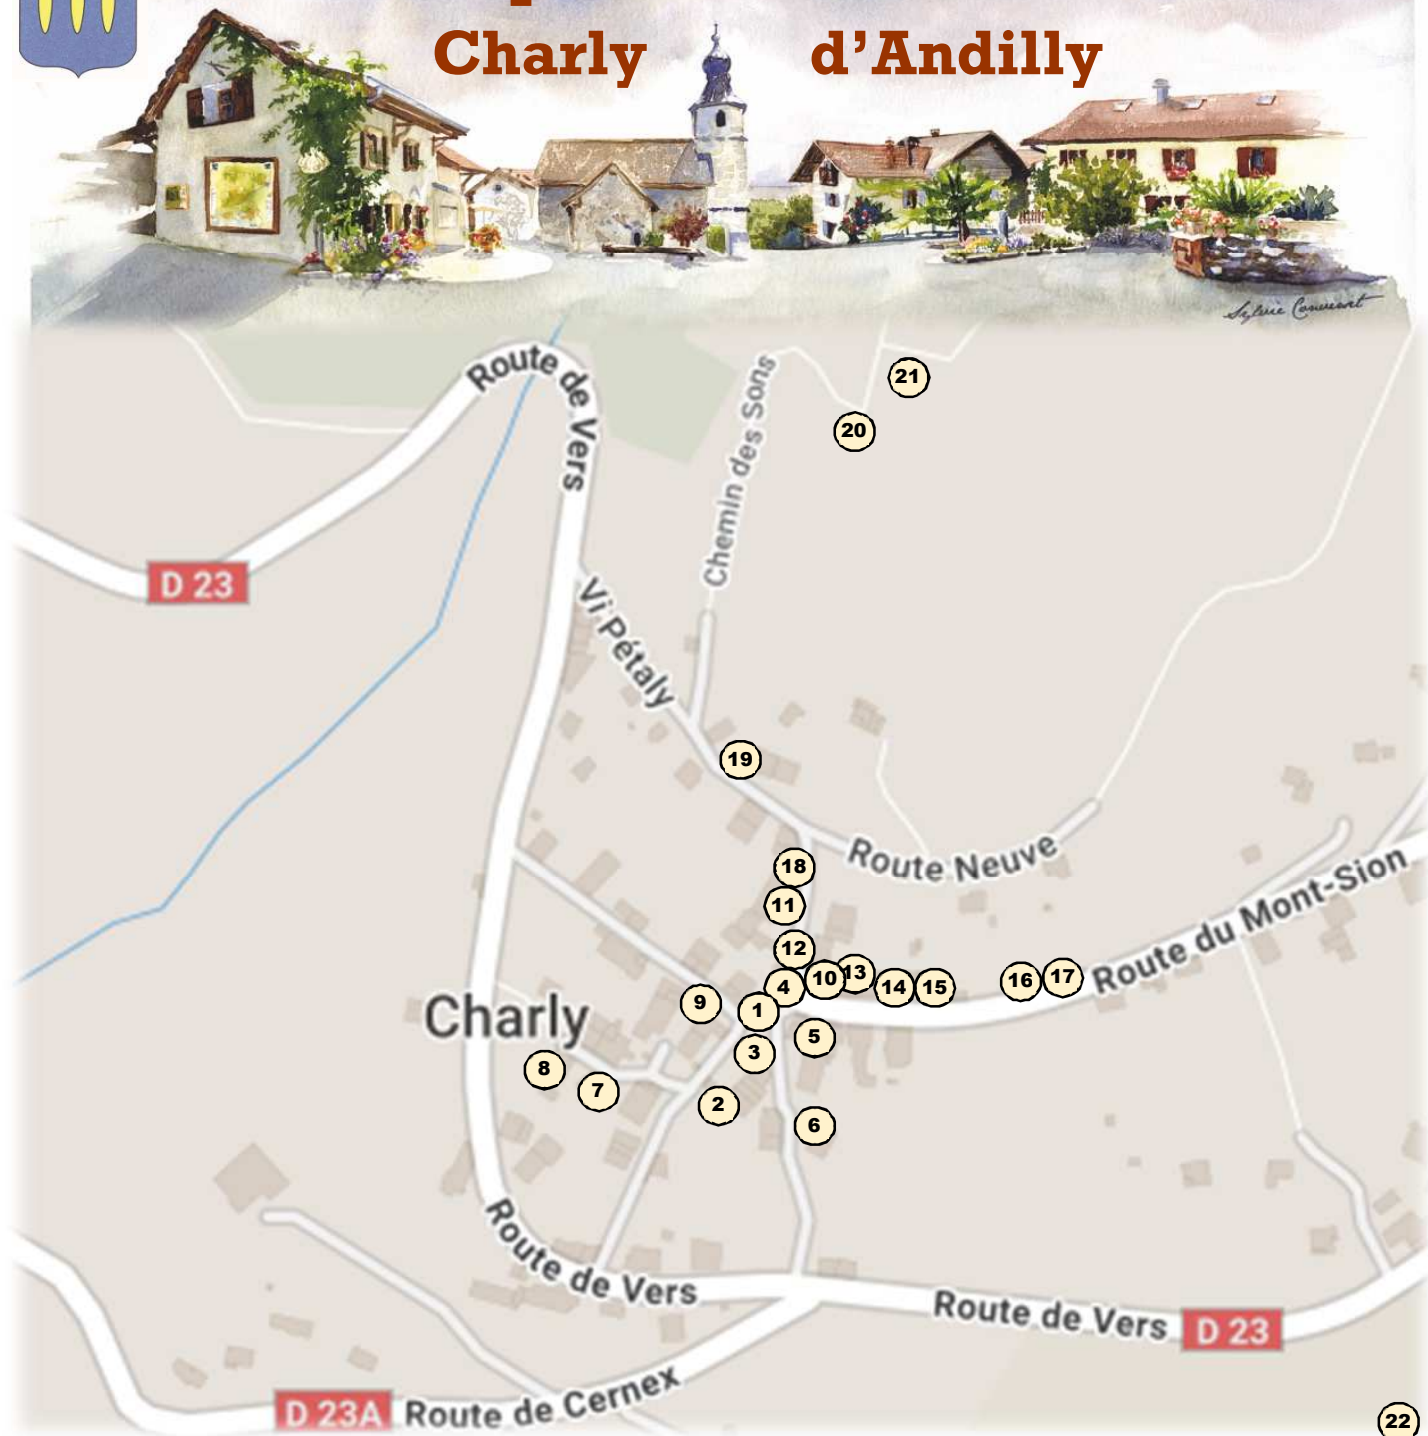 Charly d’Andilly
Route de Vers
21
20
Chemin des Sons
D 23
Vi Pétaly
19
Route Neuve
18
11
Route du Mont-Sion
12
13
10
4
14
15
16
17
9
1
Charly
5
3
8
7
2
6
Route de Vers
Route de Vers
D 23
D 23A
Route de Cernex
22